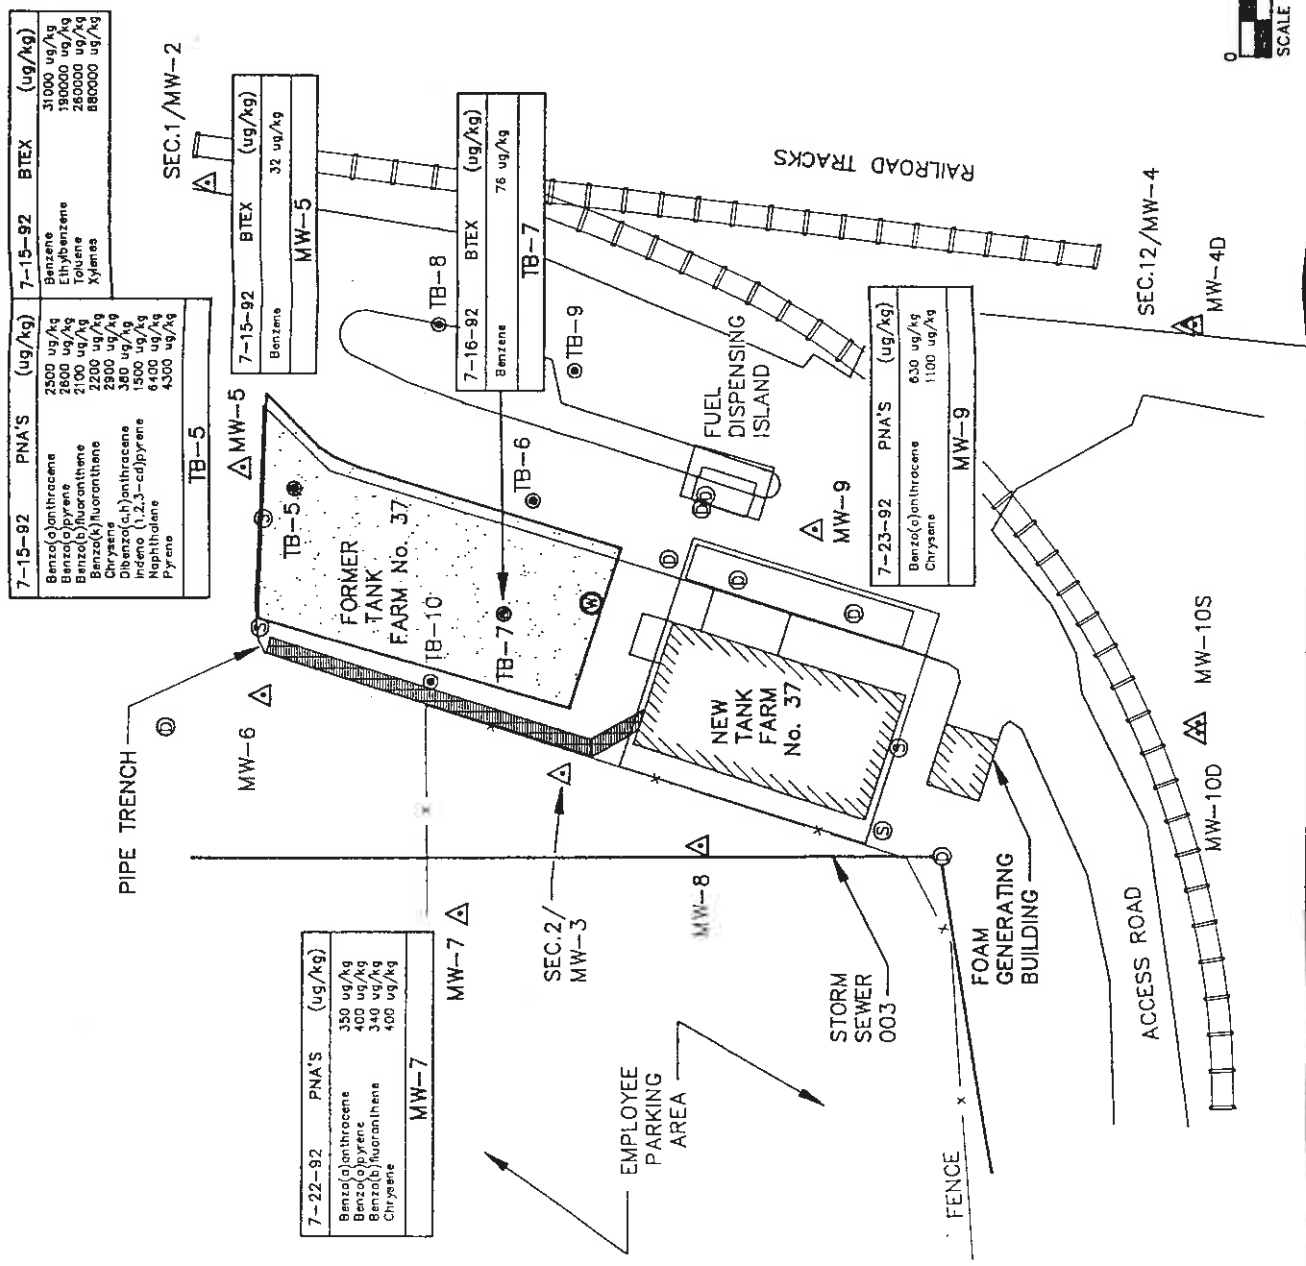 7-15-92 PNA'S (ug/kg)
Benzo(a)anthracene 2500 ug/kg
Benzo(a)pyrene 2600 ug/kg
Benzo(b)fluoranthene 2100 ug/kg
Benzo(k)fluoranthene 2200 ug/kg
Chrysene 2900 ug/kg
Dibenzo(a,h)anthracene 380 ug/kg
Indeno (1,2,3-cd)pyrene 1500 ug/kg
Naphthalene 6400 ug/kg
Pyrene 4300 ug/kg
TB-5
7-15-92 BTEX (ug/kg)
Benzene 31000 ug/kg
Ethylbenzene 190000 ug/kg
Toluene 260000 ug/kg
Xylenes 880000 ug/kg
SEC.1/MW-2
7-15-92 BTEX (ug/kg)
Benzene 32 ug/kg
MW-5
7-16-92 BTEX (ug/kg)
Benzene 76 ug/kg
TB-7
PIPE TRENCH
D
MW-6
S
S
MW-5
TB-5
TB-8
FORMER
TANK
FARM No. 37
TB-10
TB-7
TB-6
TB-9
W
RAILROAD TRACKS
7-22-92 PNA'S (ug/kg)
Benzo(a)anthracene 350 ug/kg
Benzo(a)pyrene 400 ug/kg
Benzo(b)fluoranthene 340 ug/kg
Chrysene 400 ug/kg
MW-7
MW-7
SEC.2/
MW-3
MW-8
FUEL
DISPENSING
ISLAND
D
D
D
D
D
MW-9
NEW
TANK
FARM
No. 37
S
S
D
7-23-92 PNA'S (ug/kg)
Benzo(a)anthracene 630 ug/kg
Chrysene 1100 ug/kg
MW-9
EMPLOYEE
PARKING
AREA
STORM
SEWER
003
FOAM
GENERATING
BUILDING
FENCE
ACCESS ROAD
MW-10D
MW-10S
SEC.12/MW-4
MW-4D
0
SCALE